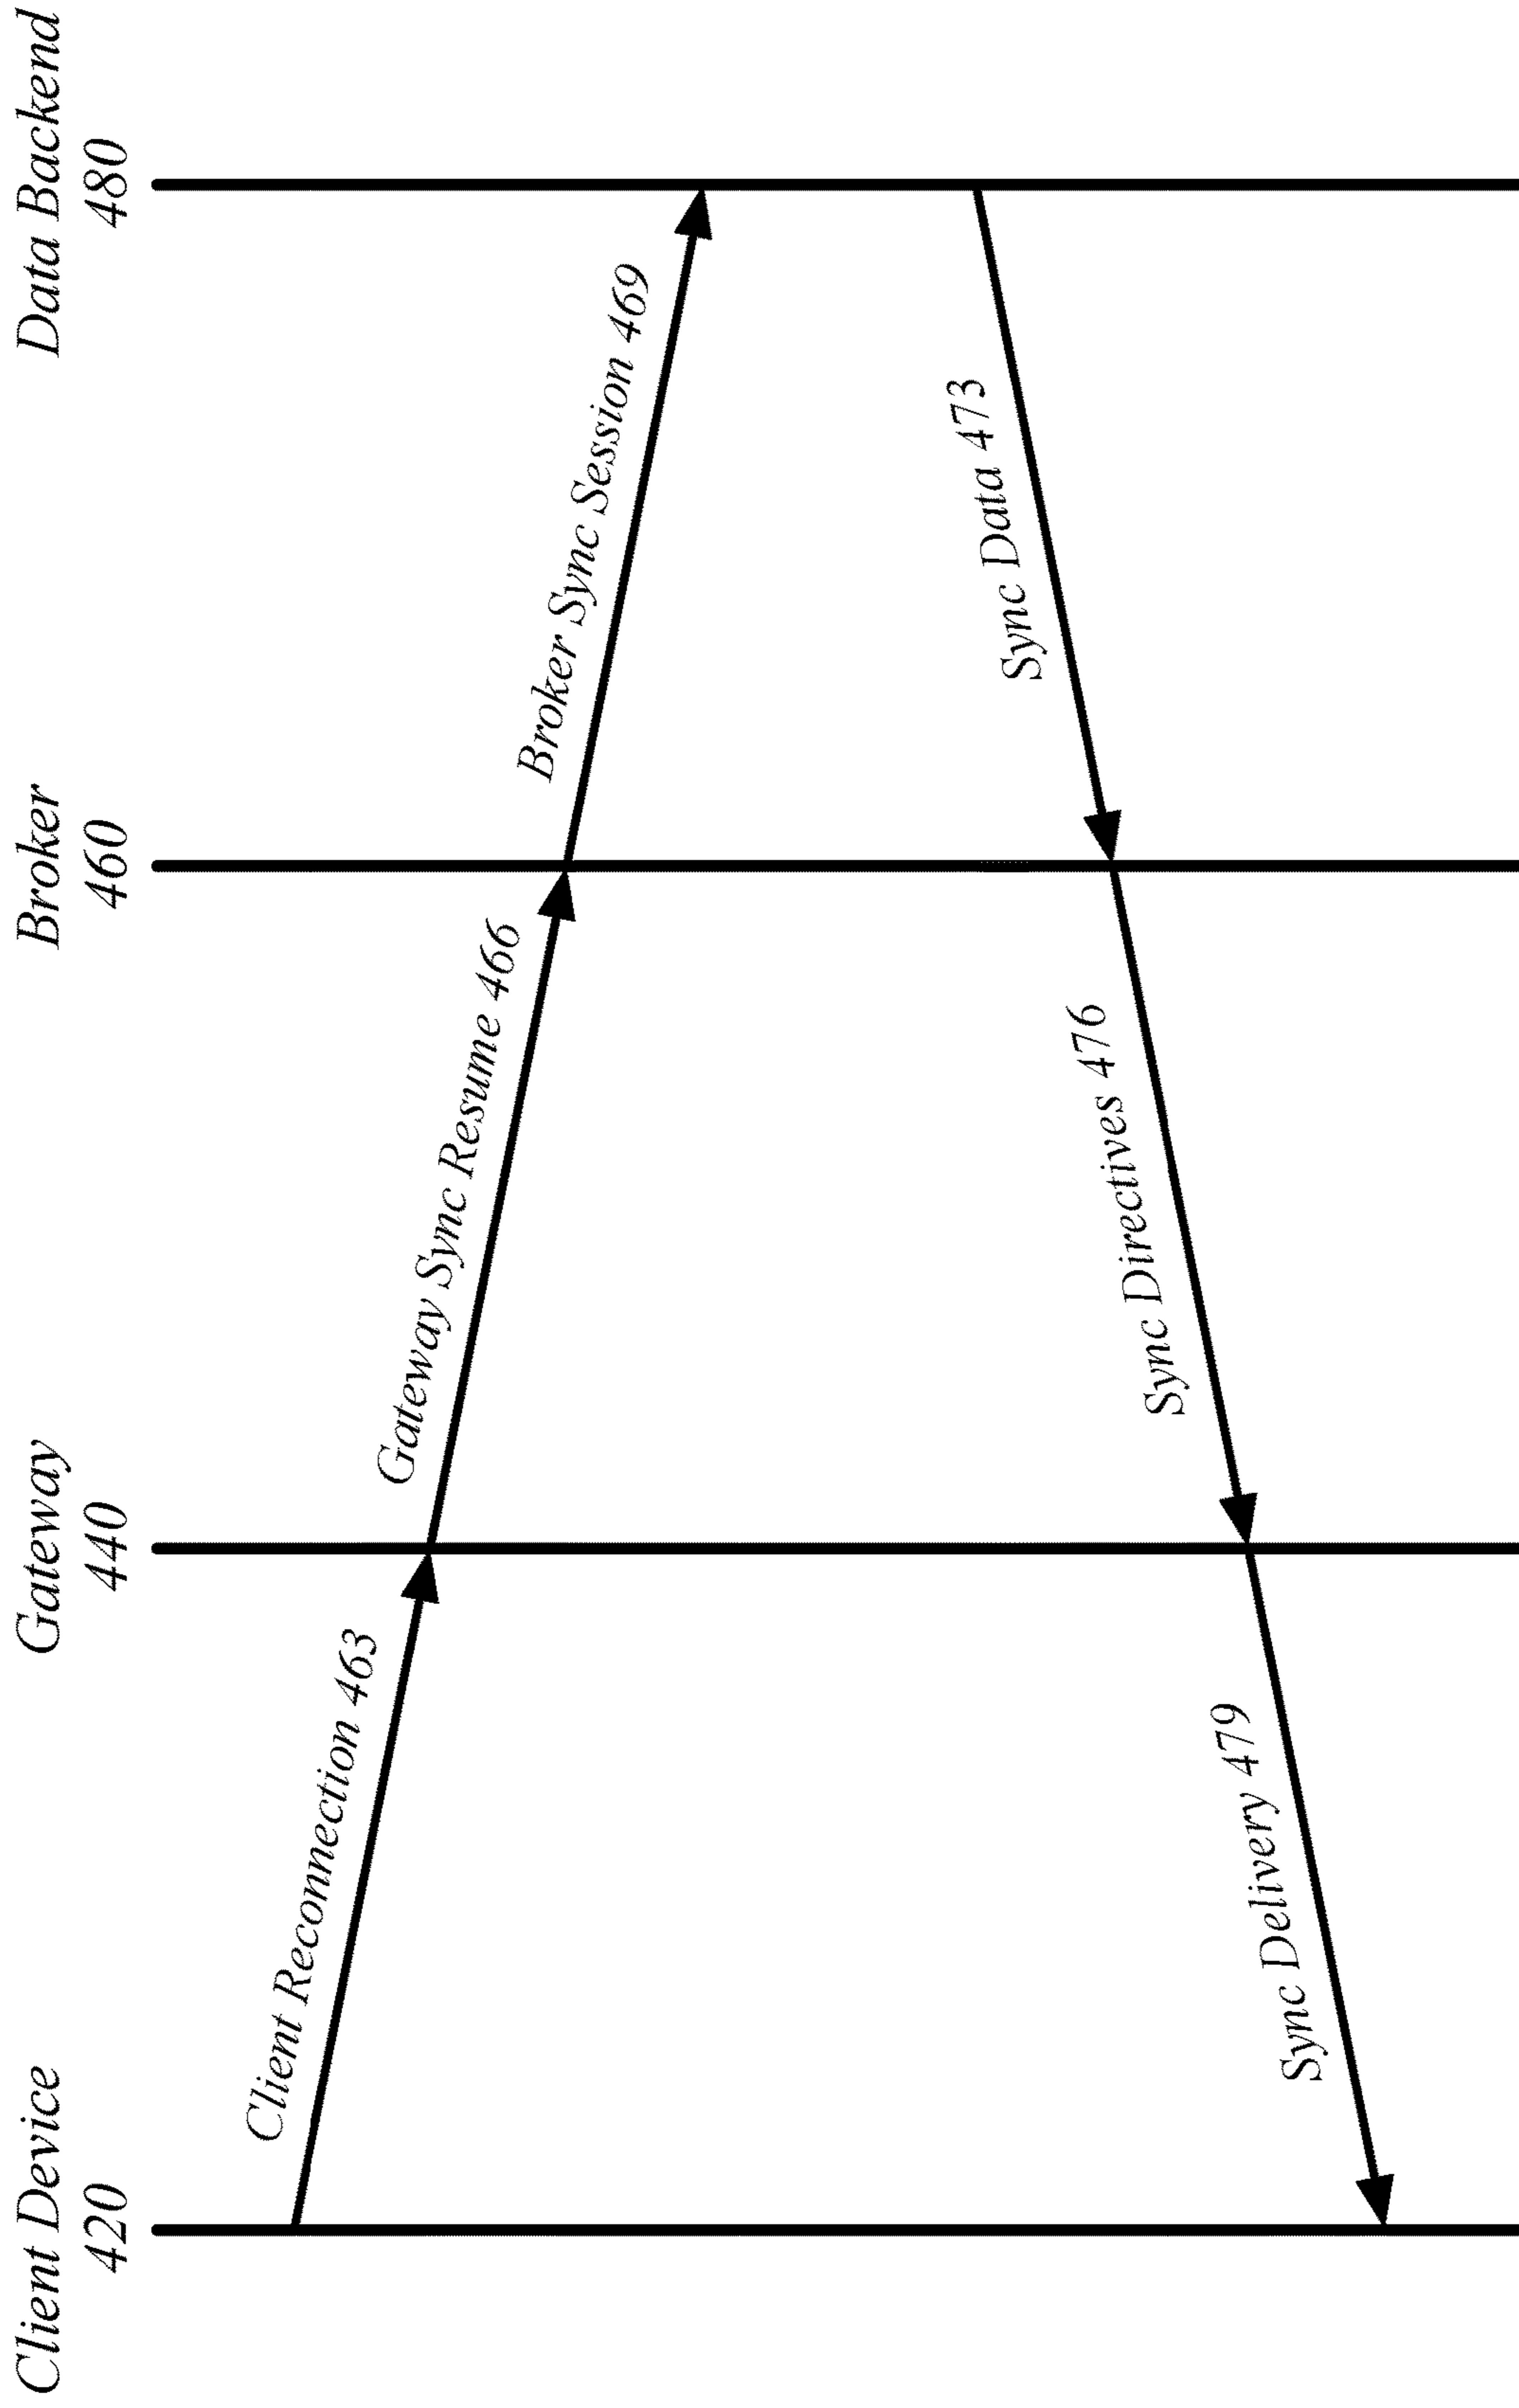 Client Device
420
Gateway
440
Broker
460
Data Backend
480
Client Reconnection 463
Gateway Sync Resume 466
Broker Sync Session 469
Sync Data 473
Sync Directives 476
Sync Delivery 479